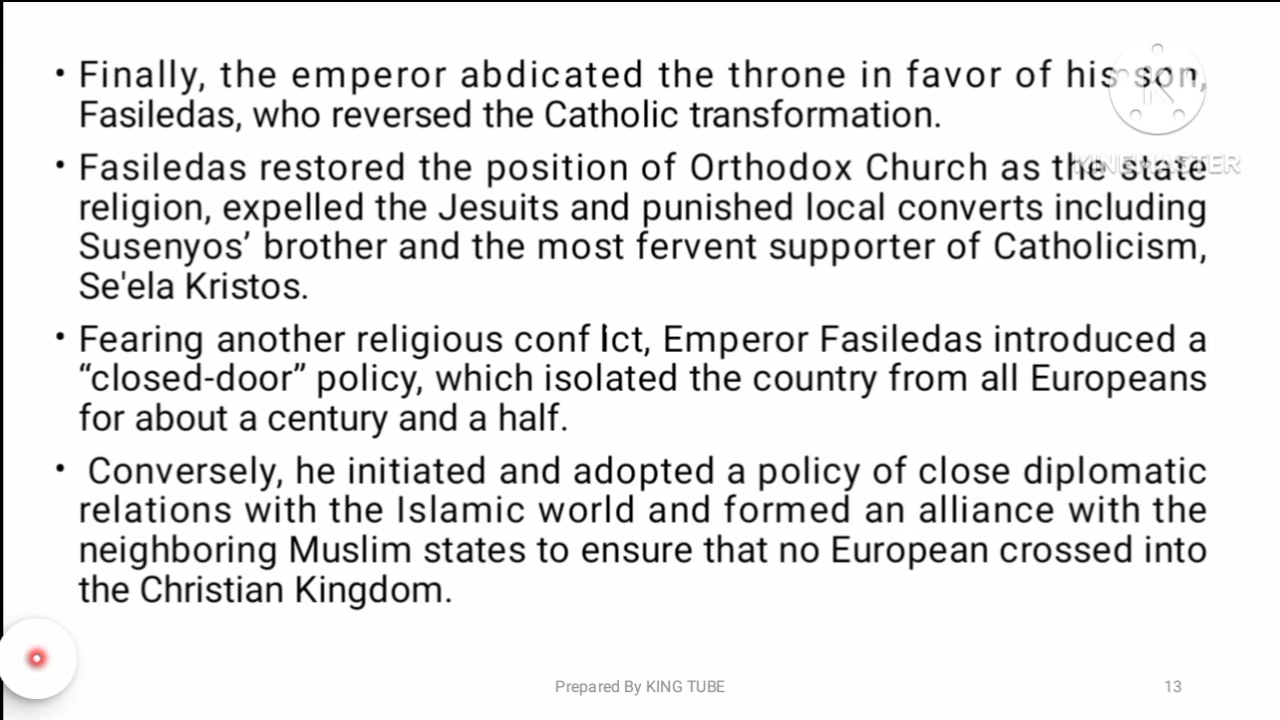 • Finally, the emperor abdicated the throne in favor of his son,
Fasiledas, who reversed the Catholic transformation.
• Fasiledas restored the position of Orthodox Church as the state
religion, expelled the Jesuits and punished local converts including
Susenyos’ brother and the most fervent supporter of Catholicism,
Se'ela Kristos.
• Fearing another religious conf lct, Emperor Fasiledas introduced a
“closed-door” policy, which isolated the country from all Europeans
for about a century and a half.
• Conversely, he initiated and adopted a policy of close diplomatic
relations with the Islamic world and formed an alliance with the
neighboring Muslim states to ensure that no European crossed into
the Christian Kingdom.
KINEMASTER
Prepared By KING TUBE
13